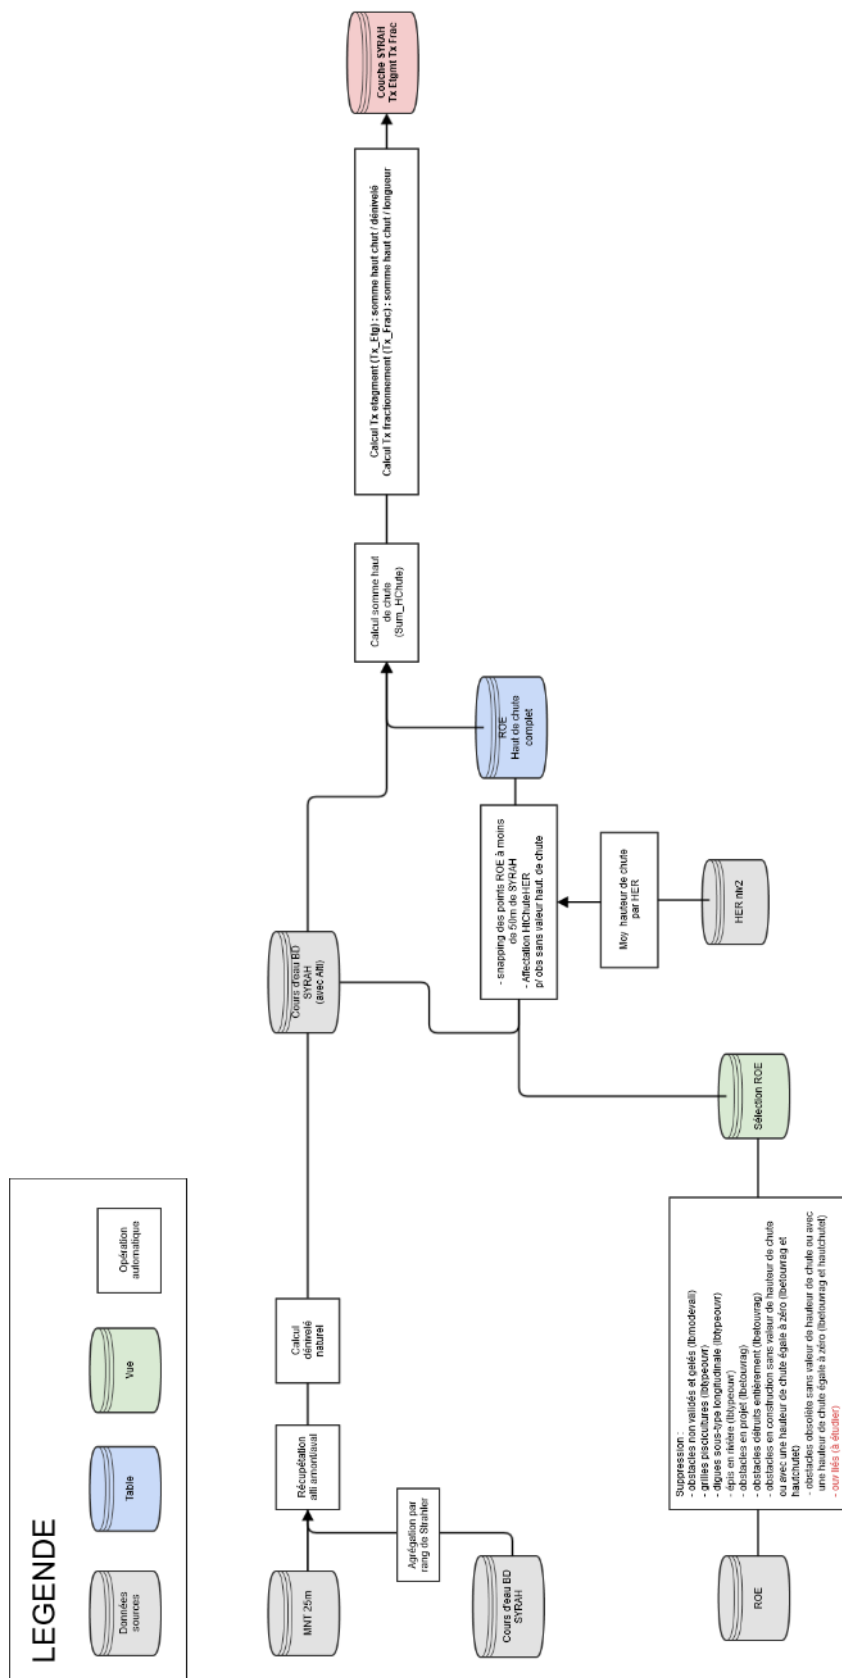 LEGENDE
Données
sources
Table
Vue
Opération
automatique
MNT 25m
Cours d'eau BD
SYRAH
Agrégation par
rang de Strahler
Récupétation
alti amont/aval
Calcul
dénivelé
naturel
Cours d'eau BD
SYRAH
(avec Alti)
ROE
Suppression :
- obstacles non validés et gelés (lbmodevali)
- grilles piscicultures (lbtypeouvr)
- digues sous-type longitudinale (lbtypeouvr)
- épis en rivière (lbtypeouvr)
- obstacles en projet (lbetouvrag)
- obstacles détruits entièrement (lbetouvrag)
- obstacles en construction sans valeur de hauteur de chute
ou avec une hauteur de chute égale à zéro (lbetouvrag et
hautchutet)
- obstacles obsolète sans valeur de hauteur de chute ou avec
une hauteur de chute égale à zéro (lbetouvrag et hautchutet)
- ouv liés (à étudier)
Sélection ROE
- snapping des points ROE à moins
de 50m de SYRAH
- Affectation HtChuteHER
p/ obs sans valeur haut. de chute
HER niv2
Moy hauteur de chute
par HER
ROE
Haut de chute
complet
Calcul somme haut
de chute
(Sum_HChute)
Calcul Tx etagment (Tx_Etg) : somme haut chut / dénivelé
Calcul Tx fractionnement (Tx_Frac) : somme haut chut / longueur
Couche SYRAH
Tx Etgmt Tx Frac